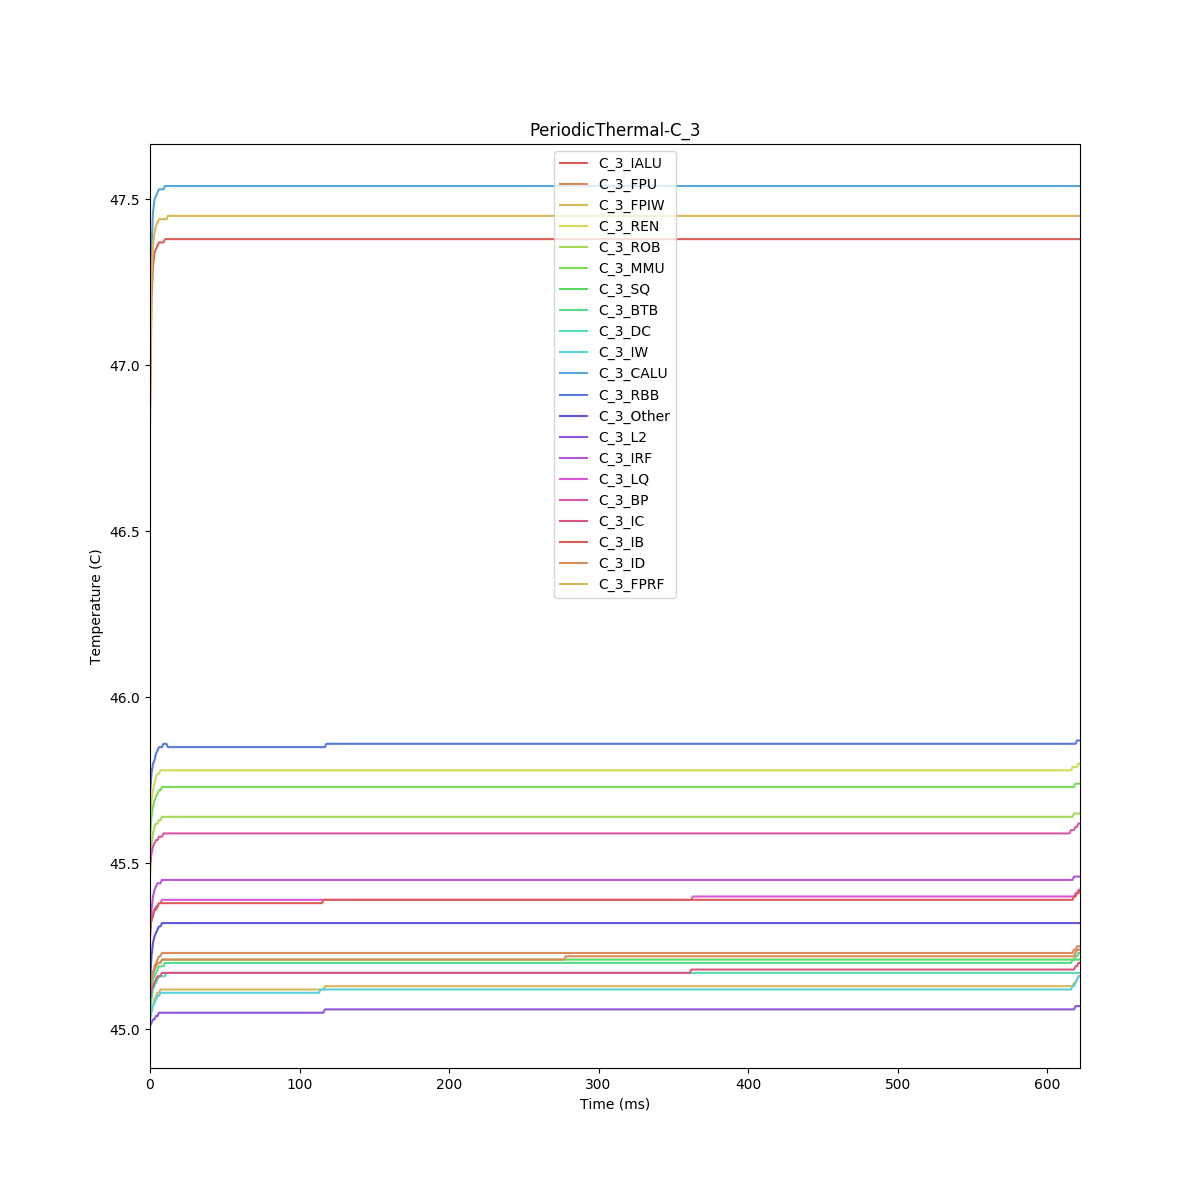 PeriodicThermal-C_3
C_3_IALU
C_3_FPU
C_3_FPIW
C_3_REN
C_3_ROB
C_3_MMU
C_3_SQ
C_3_BTB
C_3_DC
C_3_IW
C_3_CALU
C_3_RBB
C_3_Other
C_3_L2
C_3_IRF
C_3_LQ
C_3_BP
C_3_IC
C_3_IB
C_3_ID
C_3_FPRF
47.5
47.0
46.5
46.0
45.5
45.0
Temperature (C)
0 100 200 300 400 500 600
Time (ms)